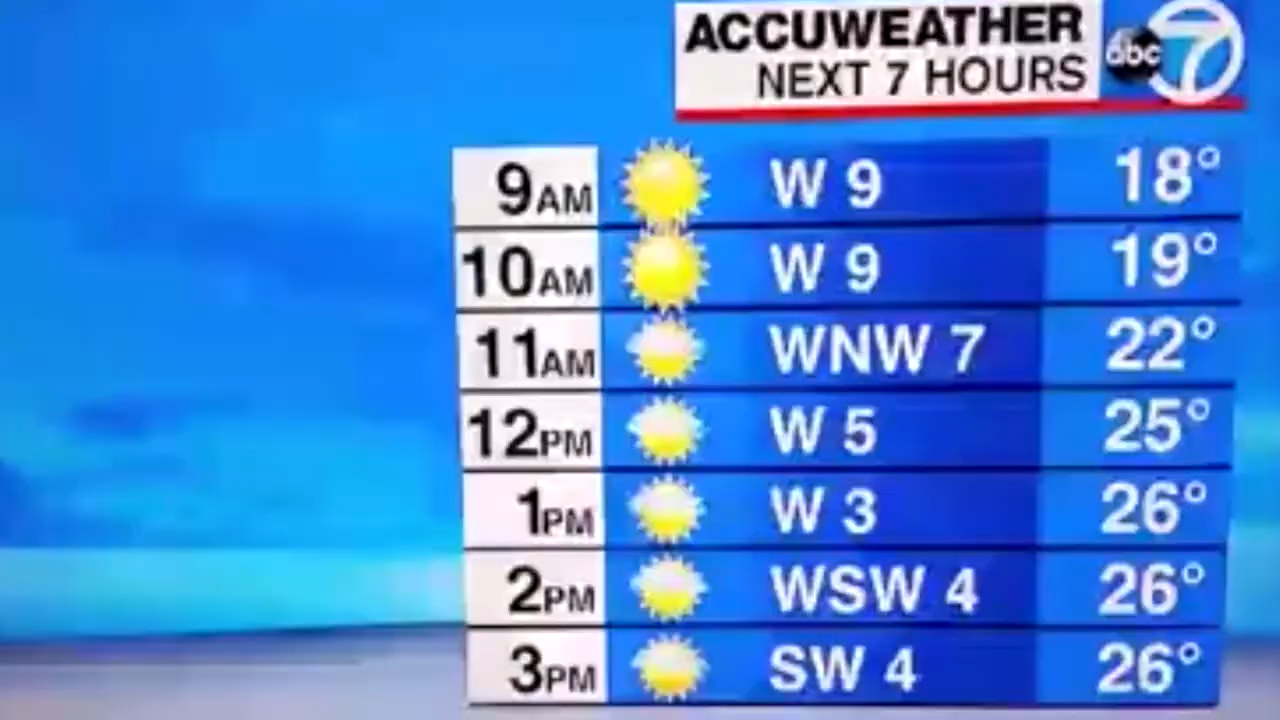 ACCUWEATHER
NEXT 7 HOURS
abc 7
9AM W 9 18°
10AM W 9 19°
11AM WNW 7 22°
12PM W 5 25°
1PM W 3 26°
2PM WSW 4 26°
3PM SW 4 26°